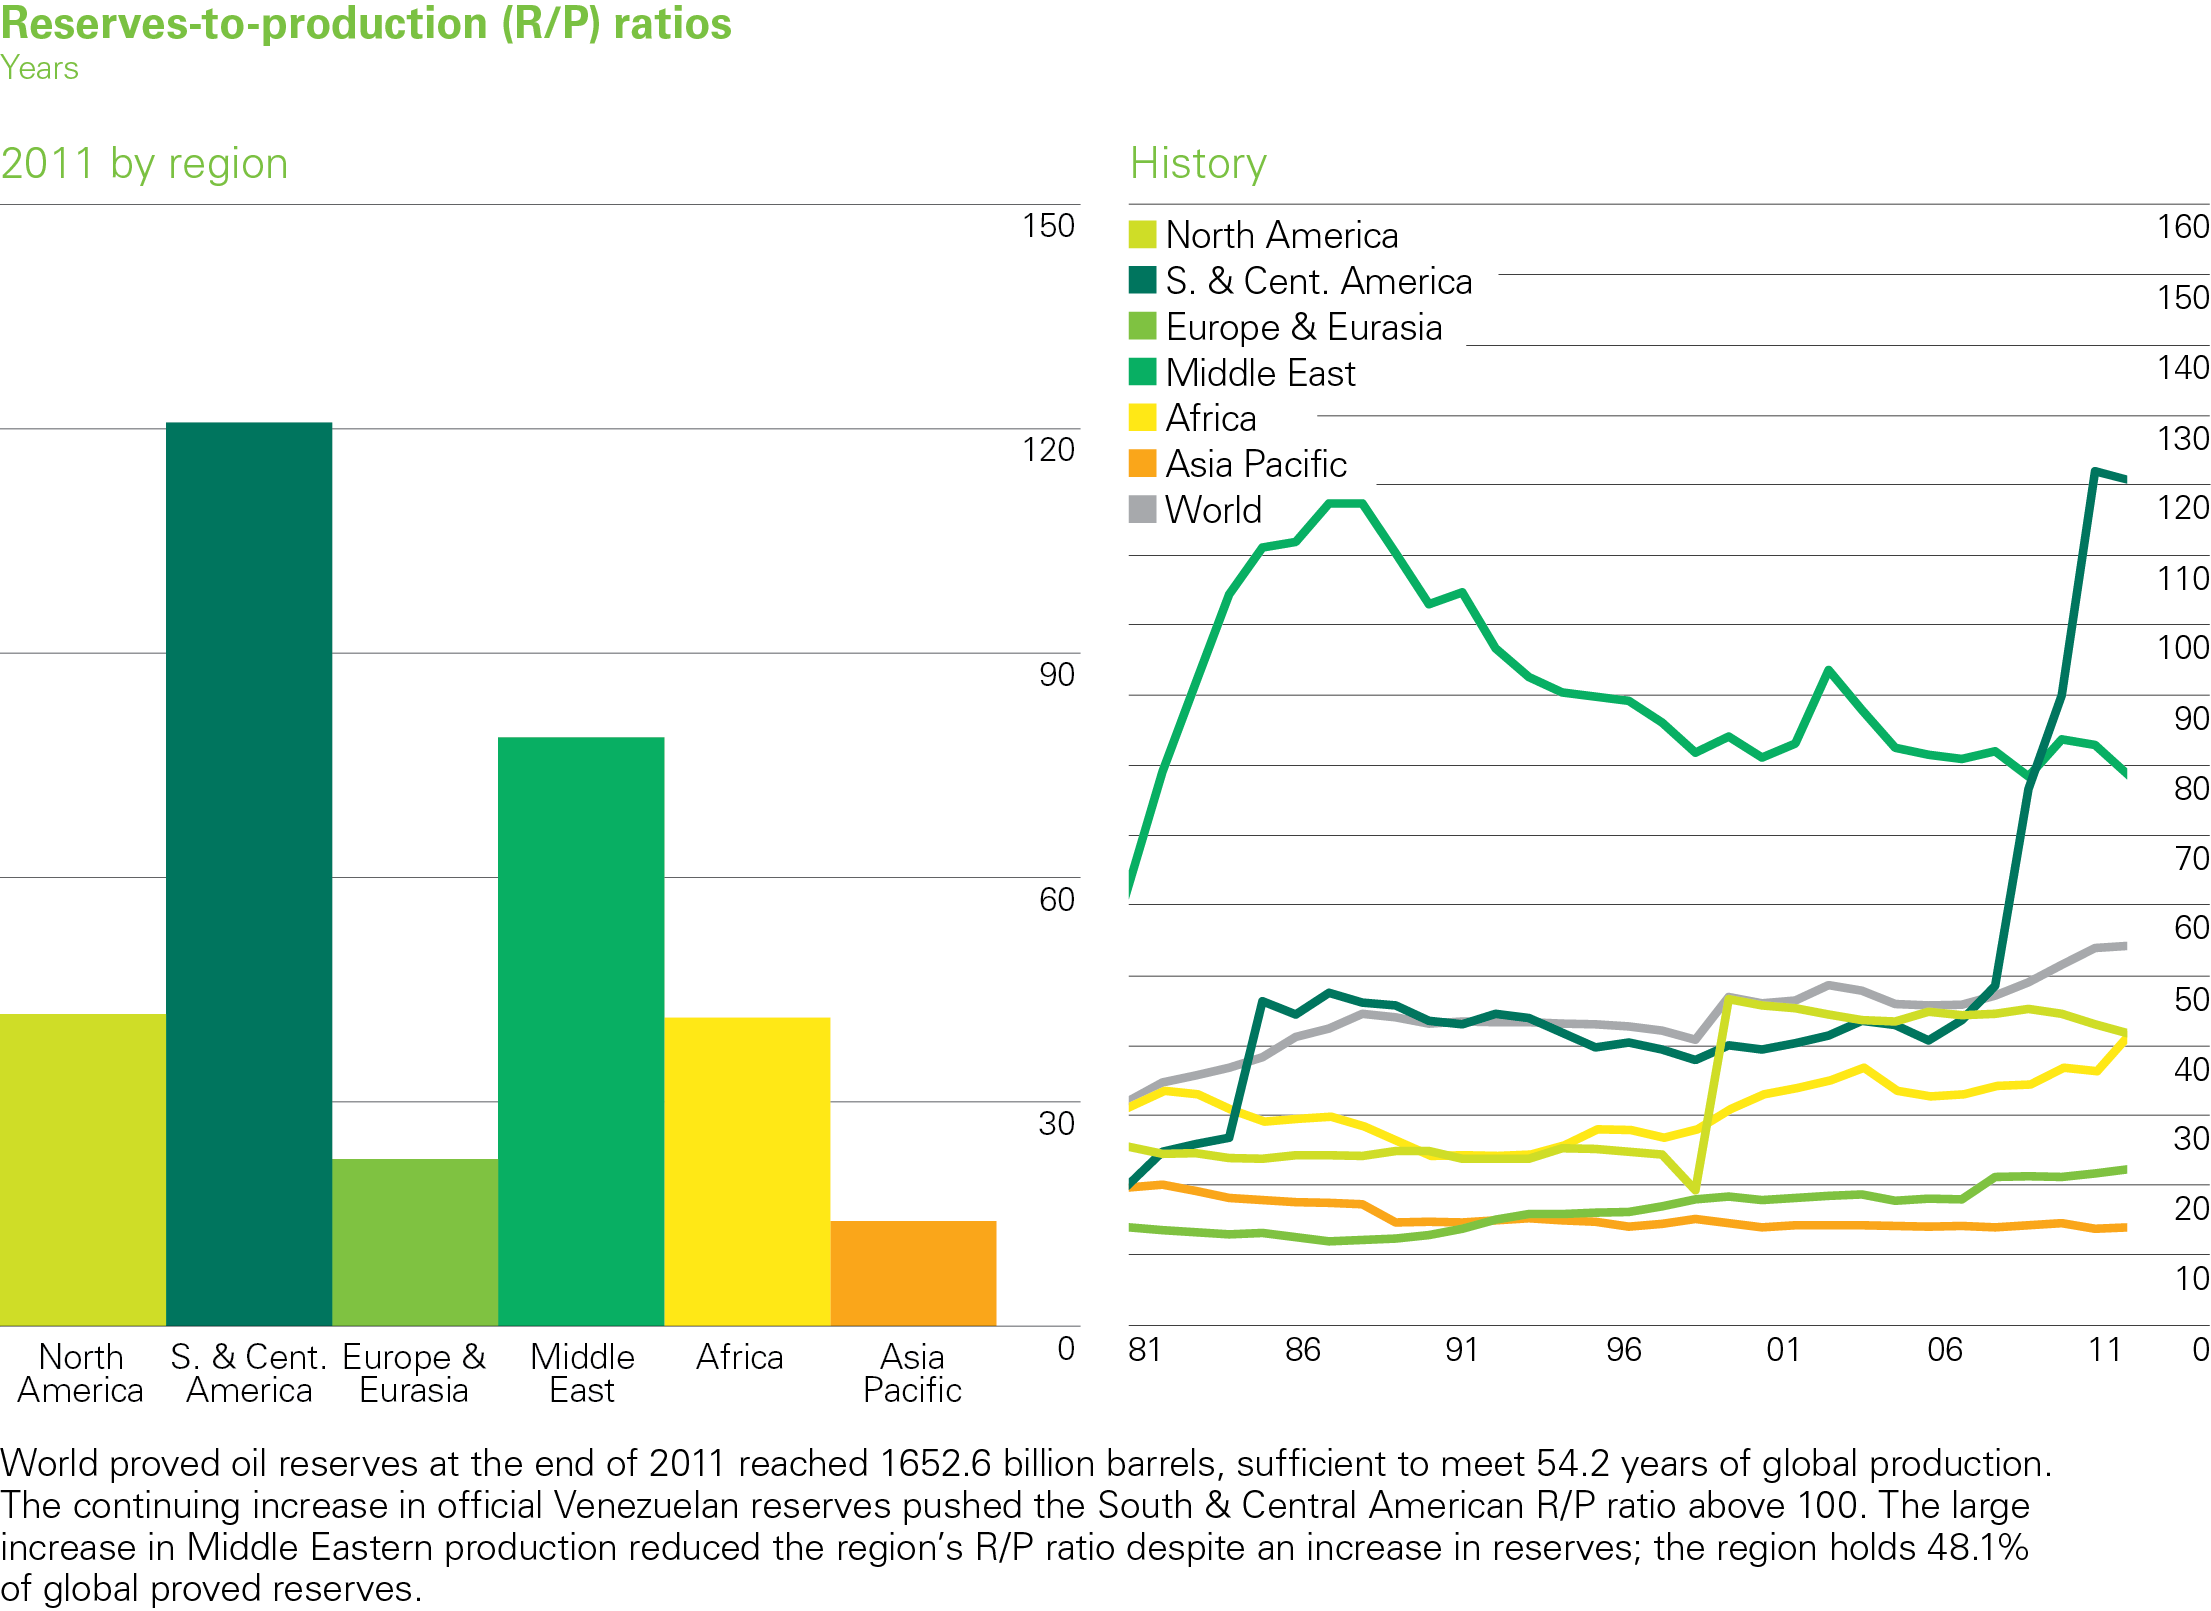 Reserves-to-production (R/P) ratios
Years
2011 by region
150
120
90
60
30
0
North America
S. & Cent. America
Europe & Eurasia
Middle East
Africa
Asia Pacific
History
North America
S. & Cent. America
Europe & Eurasia
Middle East
Africa
Asia Pacific
World
160
150
140
130
120
110
100
90
80
70
60
50
40
30
20
10
0
81 86 91 96 01 06 11
World proved oil reserves at the end of 2011 reached 1652.6 billion barrels, sufficient to meet 54.2 years of global production.
The continuing increase in official Venezuelan reserves pushed the South & Central American R/P ratio above 100. The large
increase in Middle Eastern production reduced the region’s R/P ratio despite an increase in reserves; the region holds 48.1%
of global proved reserves.